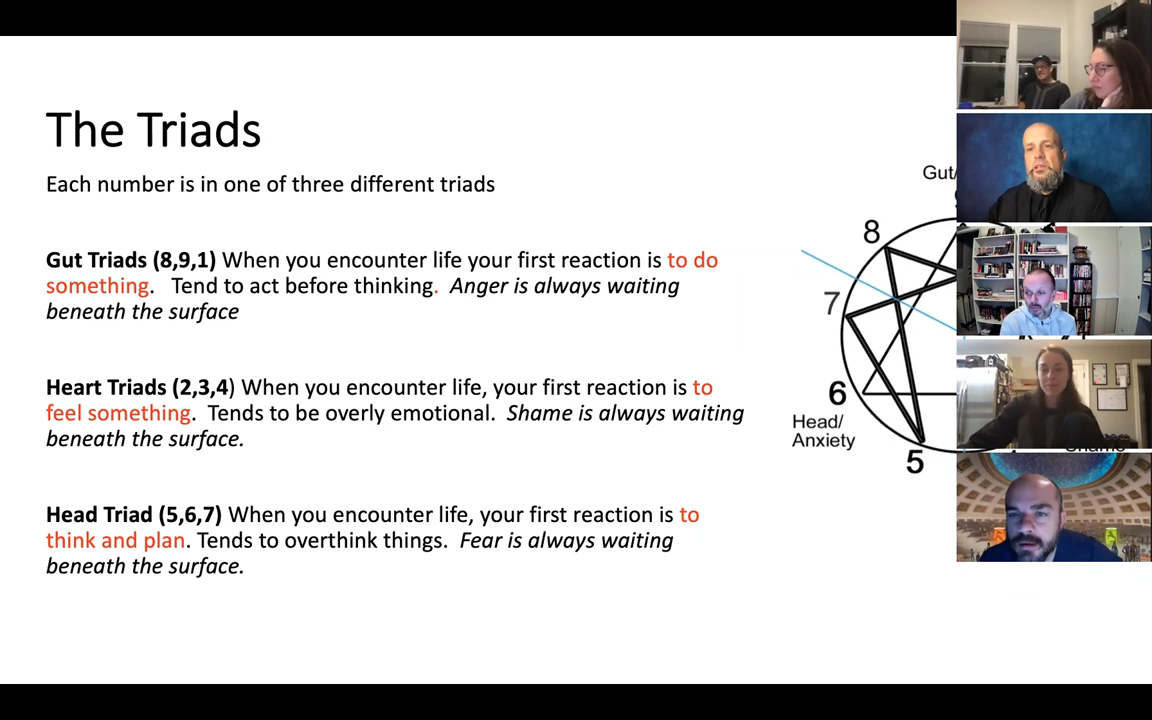 The Triads
Each number is in one of three different triads
Gut Triads (8,9,1) When you encounter life your first reaction is to do
something. Tend to act before thinking. Anger is always waiting
beneath the surface
Heart Triads (2,3,4) When you encounter life, your first reaction is to
feel something. Tends to be overly emotional. Shame is always waiting
beneath the surface.
Head Triad (5,6,7) When you encounter life, your first reaction is to
think and plan. Tends to overthink things. Fear is always waiting
beneath the surface.
Gut/
8
7
6
Head/
Anxiety
5